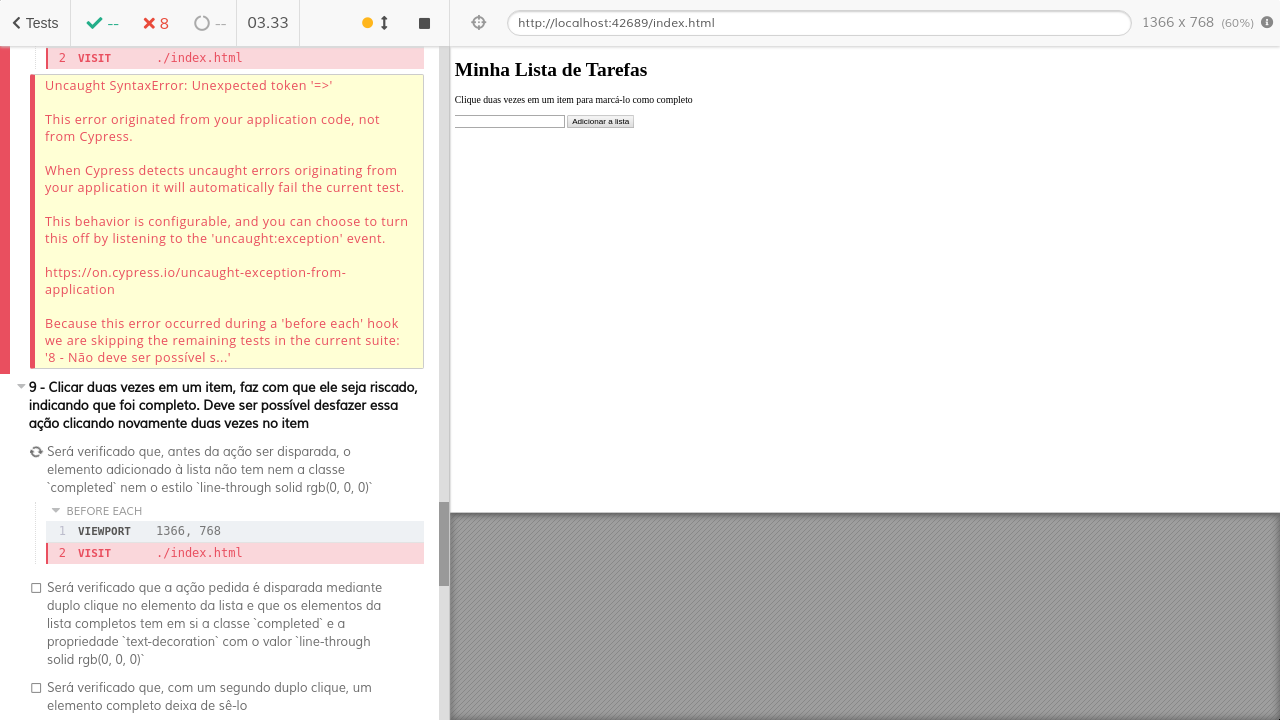 Tests
--
8
--
03.33
http://localhost:42689/index.html
1366 x 768 (60%)
2 VISIT ./index.html
Uncaught SyntaxError: Unexpected token '=>'
This error originated from your application code, not
from Cypress.
When Cypress detects uncaught errors originating from
your application it will automatically fail the current test.
This behavior is configurable, and you can choose to turn
this off by listening to the 'uncaught:exception' event.
https://on.cypress.io/uncaught-exception-from-
application
Because this error occurred during a 'before each' hook
we are skipping the remaining tests in the current suite:
'8 - Não deve ser possível s...'
9 - Clicar duas vezes em um item, faz com que ele seja riscado,
indicando que foi completo. Deve ser possível desfazer essa
ação clicando novamente duas vezes no item
Será verificado que, antes da ação ser disparada, o
elemento adicionado à lista não tem nem a classe
`completed` nem o estilo `line-through solid rgb(0, 0, 0)`
BEFORE EACH
1 VIEWPORT 1366, 768
2 VISIT ./index.html
Será verificado que a ação pedida é disparada mediante
duplo clique no elemento da lista e que os elementos da
lista completos tem em si a classe `completed` e a
propriedade `text-decoration` com o valor `line-through
solid rgb(0, 0, 0)`
Será verificado que, com um segundo duplo clique, um
elemento completo deixa de sê-lo
Minha Lista de Tarefas
Clique duas vezes em um item para marcá-lo como completo
Adicionar a lista